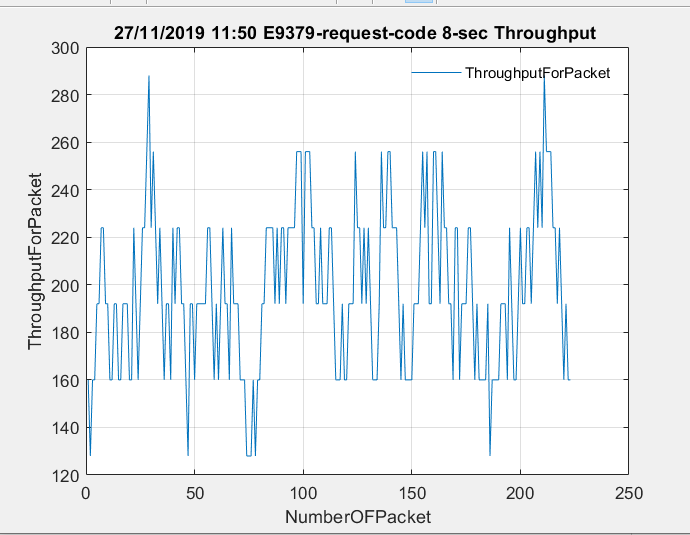 27/11/2019 11:50 E9379-request-code 8-sec Throughput
300
280
260
240
220
200
180
160
140
120
ThroughputForPacket
ThroughputForPacket
0 50 100 150 200 250
NumberOFPacket